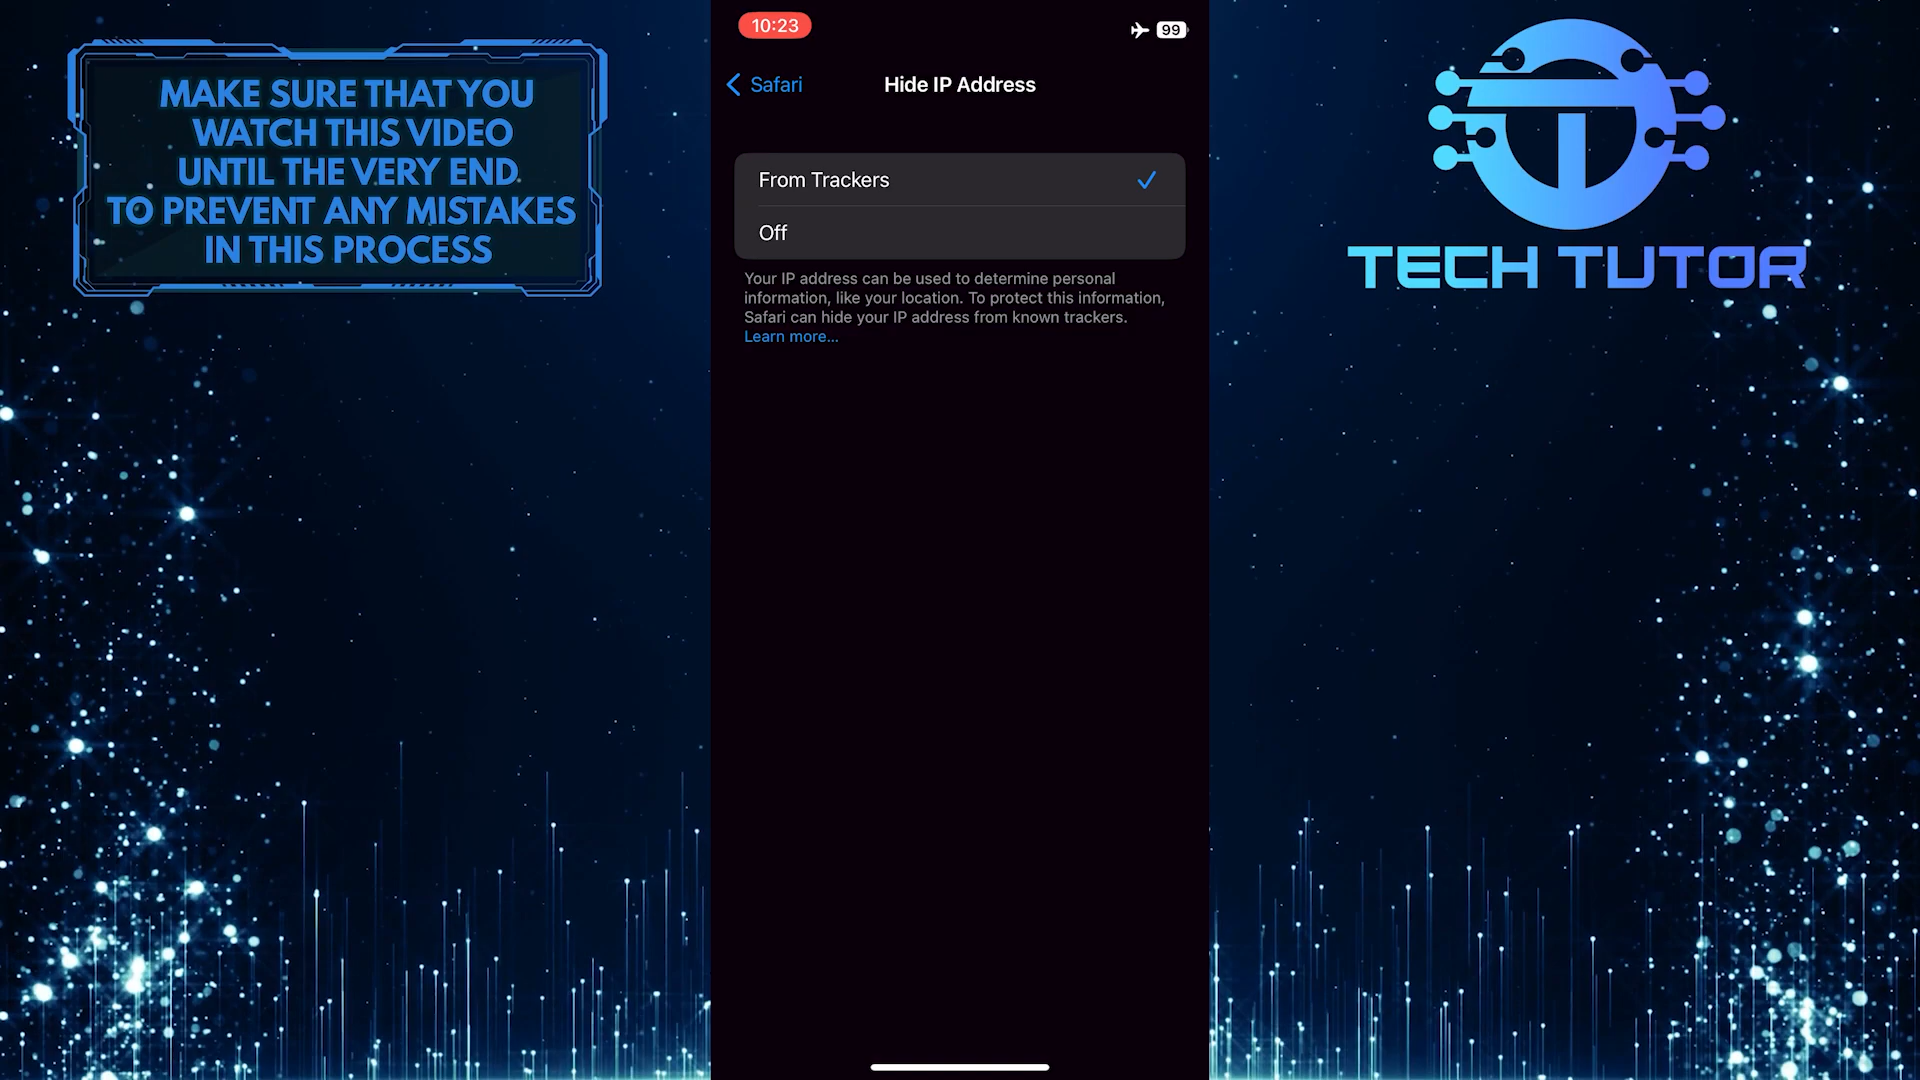 MAKE SURE THAT YOU
WATCH THIS VIDEO
UNTIL THE VERY END
TO PREVENT ANY MISTAKES
IN THIS PROCESS
10:23
99
Safari
Hide IP Address
From Trackers
Off
Your IP address can be used to determine personal
information, like your location. To protect this information,
Safari can hide your IP address from known trackers.
Learn more...
TECH TUTOR